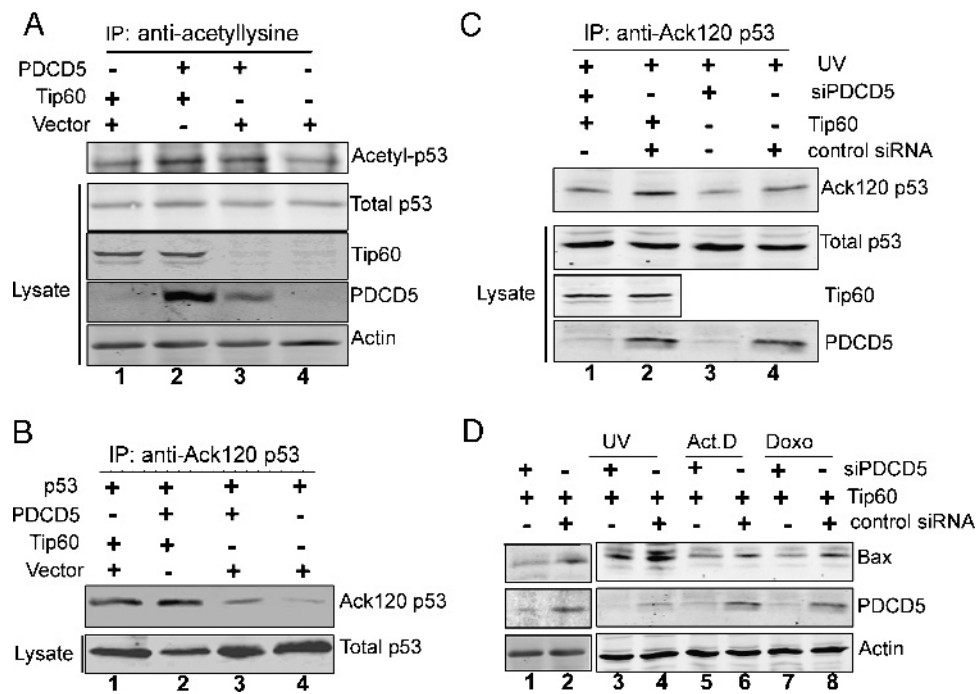 A
IP: anti-acetyllysine
PDCD5 - + + -
Tip60 + + - -
Vector + - + +
Acetyl-p53
Total p53
Tip60
Lysate
PDCD5
Actin
1 2 3 4
B
IP: anti-Ack120 p53
p53 + + + +
PDCD5 - + + -
Tip60 + + - -
Vector + - + +
Ack120 p53
Lysate Total p53
1 2 3 4
C
IP: anti-Ack120 p53
+ + + + UV
+ - + - siPDCD5
+ + - - Tip60
- + - + control siRNA
Ack120 p53
Total p53
Lysate Tip60
PDCD5
1 2 3 4
D
UV Act.D Doxo
+ - + - + - + - siPDCD5
+ + + + + + + + Tip60
- + - + - + - + control siRNA
Bax
PDCD5
Actin
1 2 3 4 5 6 7 8